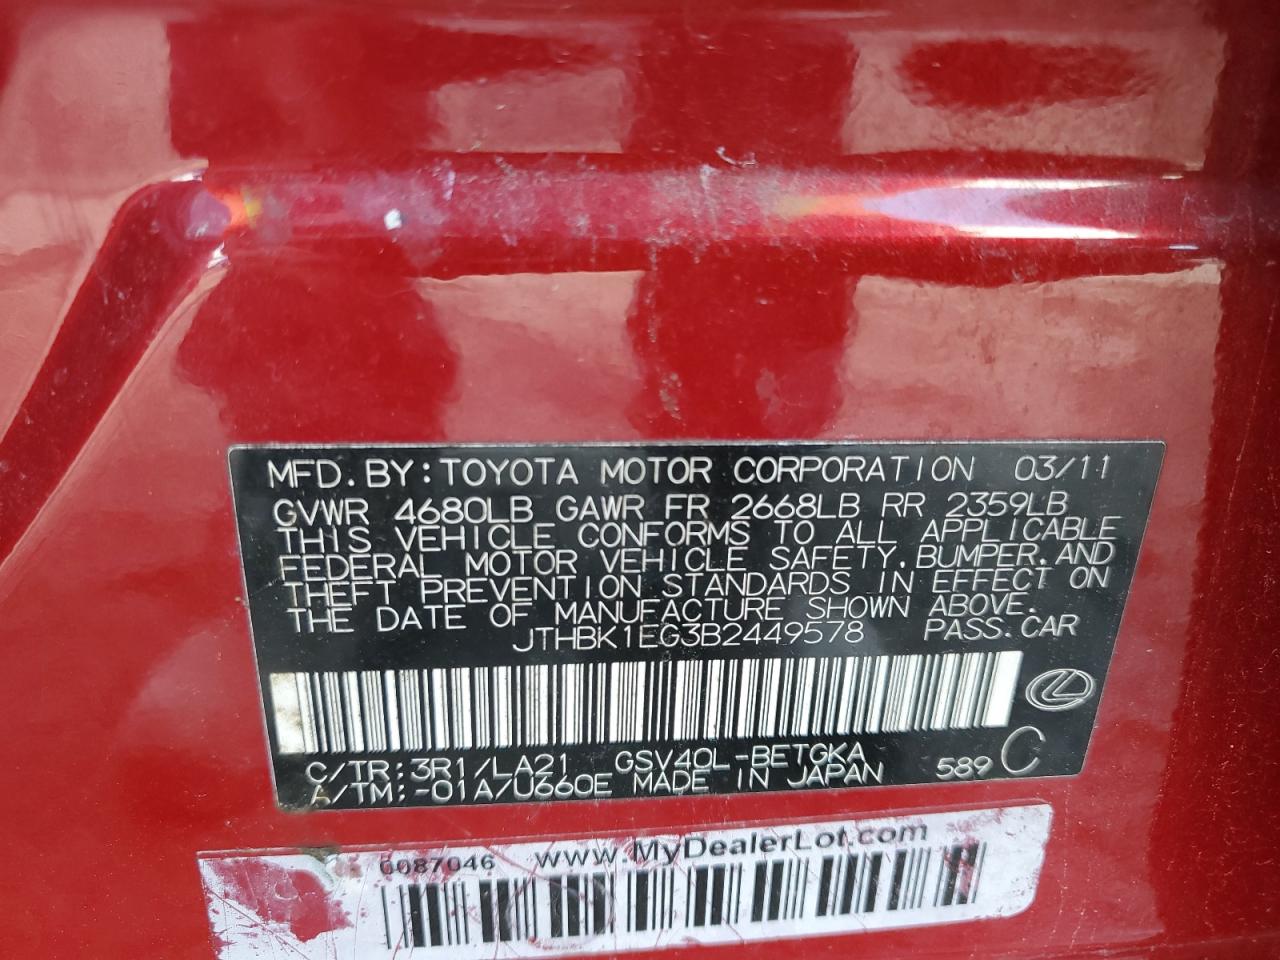 MFD. BY: TOYOTA MOTOR CORPORATION 03/11
GVWR 4680LB GAWR FR 2668LB RR 2359LB
THIS VEHICLE CONFORMS TO ALL APPLICABLE
FEDERAL MOTOR VEHICLE SAFETY, BUMPER, AND
THEFT PREVENTION STANDARDS IN EFFECT ON
THE DATE OF MANUFACTURE SHOWN ABOVE.
JTHBK1EG3B2449578 PASS. CAR
C/TR: 3R1/LA21 GSV40L-BETGKA 589 C
A/TM: -01A/U660E MADE IN JAPAN
0087046 www.MyDealerLot.com